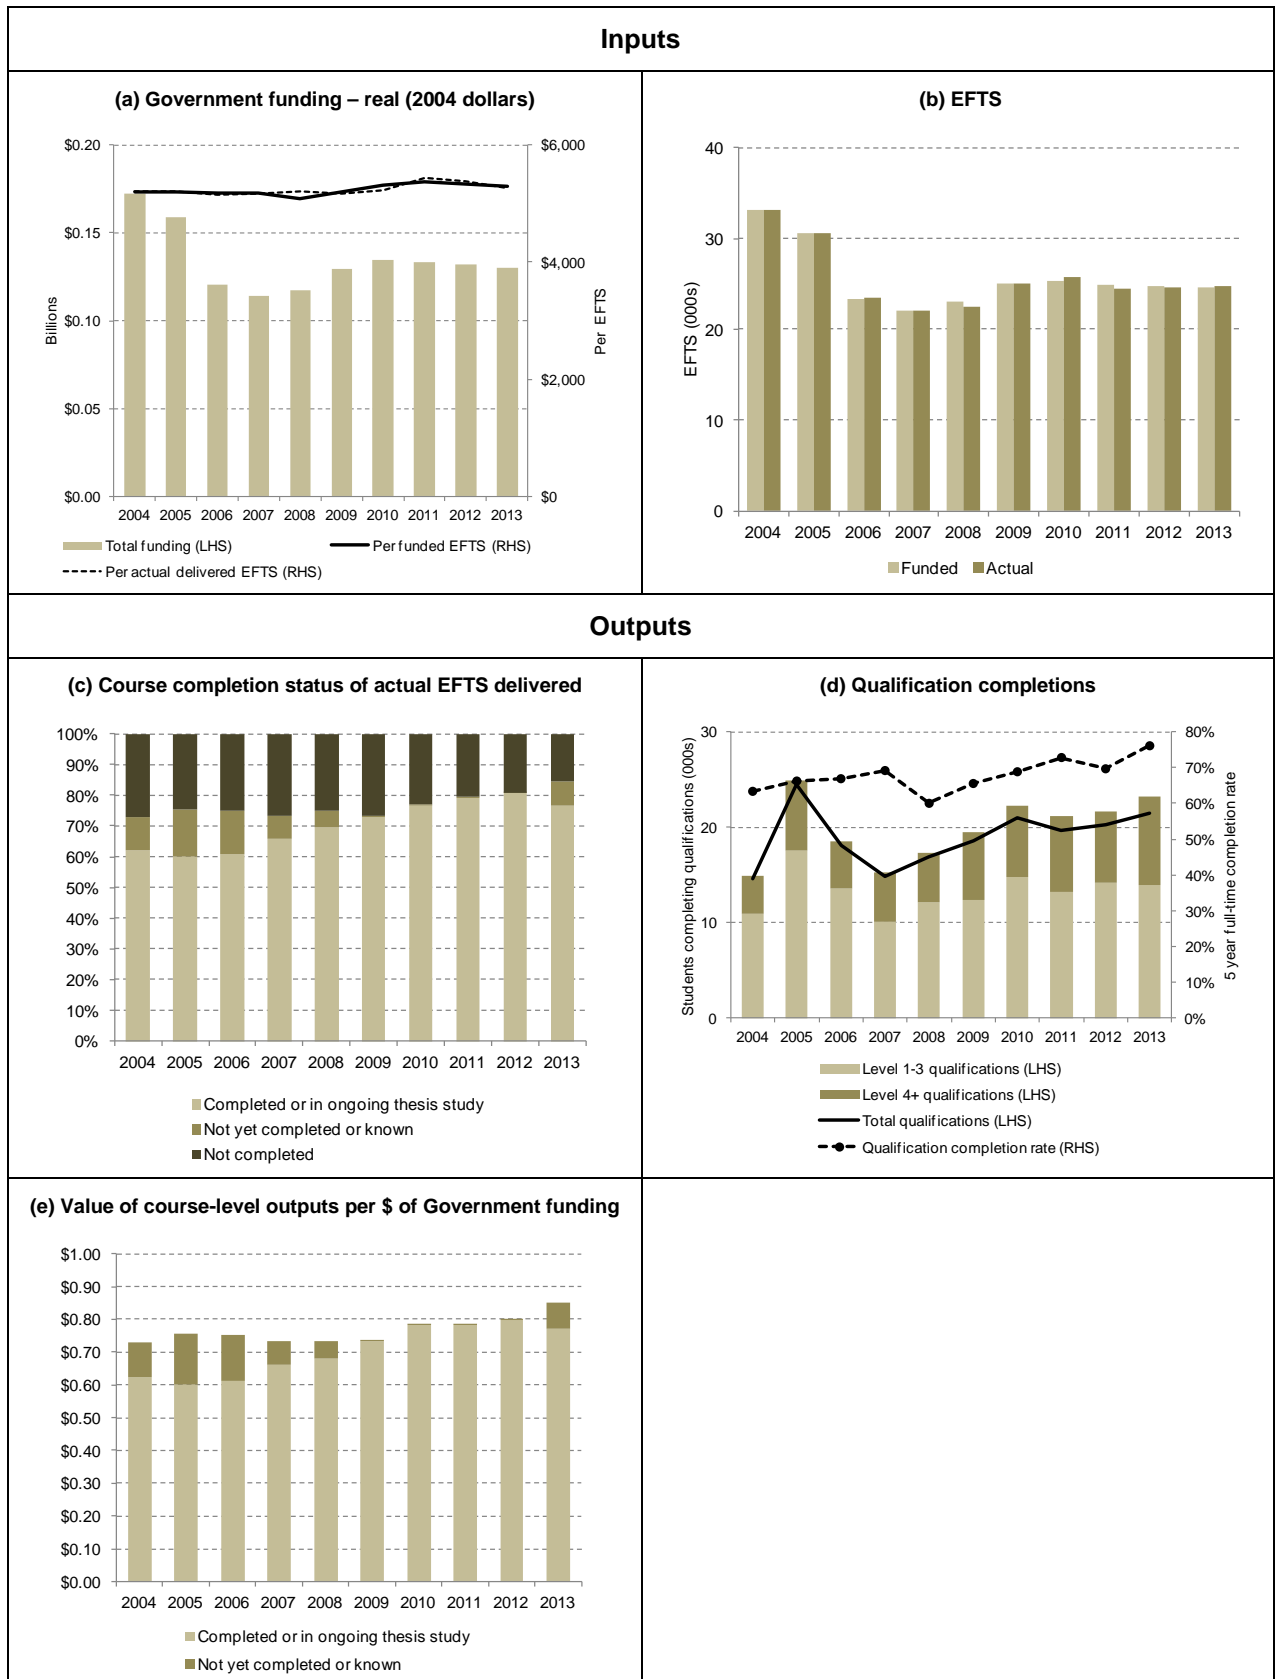 Inputs
(a) Government funding – real (2004 dollars)
$0.20
$0.15
$0.10
$0.05
$0.00
Billions
$6,000
$4,000
$2,000
$0
Per EFTS
2004 2005 2006 2007 2008 2009 2010 2011 2012 2013
Total funding (LHS)
Per funded EFTS (RHS)
Per actual delivered EFTS (RHS)
(b) EFTS
40
30
20
10
0
EFTS (000s)
2004 2005 2006 2007 2008 2009 2010 2011 2012 2013
Funded
Actual
Outputs
(c) Course completion status of actual EFTS delivered
100%
90%
80%
70%
60%
50%
40%
30%
20%
10%
0%
2004 2005 2006 2007 2008 2009 2010 2011 2012 2013
Completed or in ongoing thesis study
Not yet completed or known
Not completed
(d) Qualification completions
30
20
10
0
Students completing qualifications (000s)
80%
70%
60%
50%
40%
30%
20%
10%
0%
5 year full-time completion rate
2004 2005 2006 2007 2008 2009 2010 2011 2012 2013
Level 1-3 qualifications (LHS)
Level 4+ qualifications (LHS)
Total qualifications (LHS)
Qualification completion rate (RHS)
(e) Value of course-level outputs per $ of Government funding
$1.00
$0.90
$0.80
$0.70
$0.60
$0.50
$0.40
$0.30
$0.20
$0.10
$0.00
2004 2005 2006 2007 2008 2009 2010 2011 2012 2013
Completed or in ongoing thesis study
Not yet completed or known